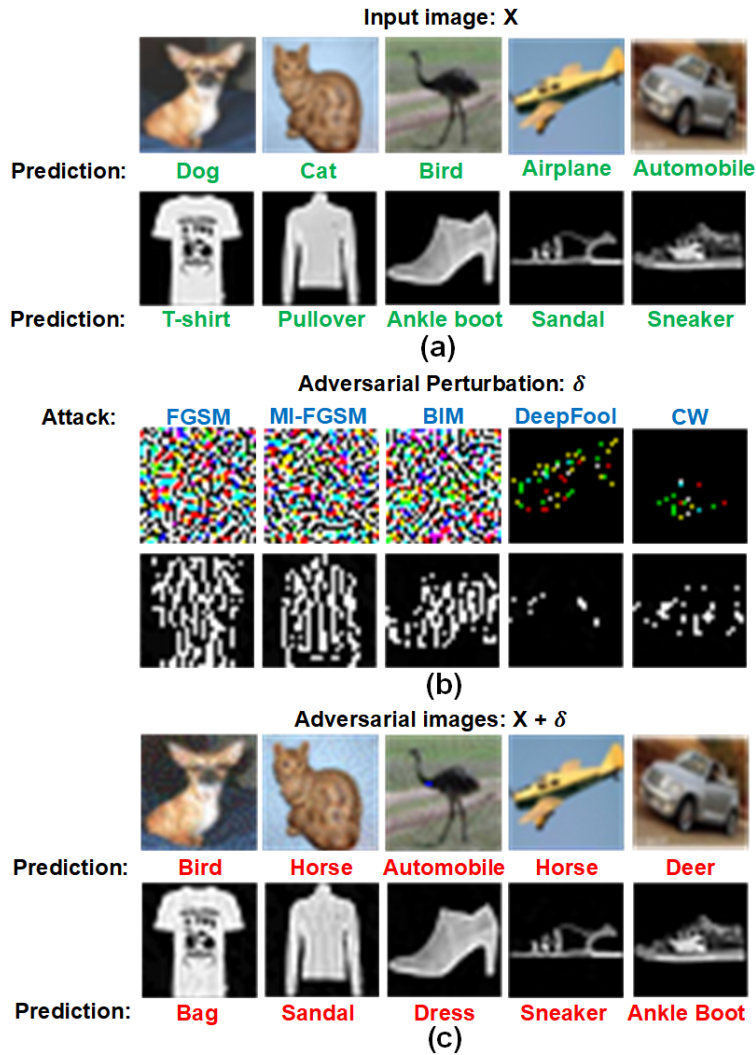 Input image: X
Prediction: Dog Cat Bird Airplane Automobile
Prediction: T-shirt Pullover Ankle boot Sandal Sneaker
(a)
Adversarial Perturbation: δ
Attack: FGSM MI-FGSM BIM DeepFool CW
(b)
Adversarial images: X + δ
Prediction: Bird Horse Automobile Horse Deer
Prediction: Bag Sandal Dress Sneaker Ankle Boot
(c)